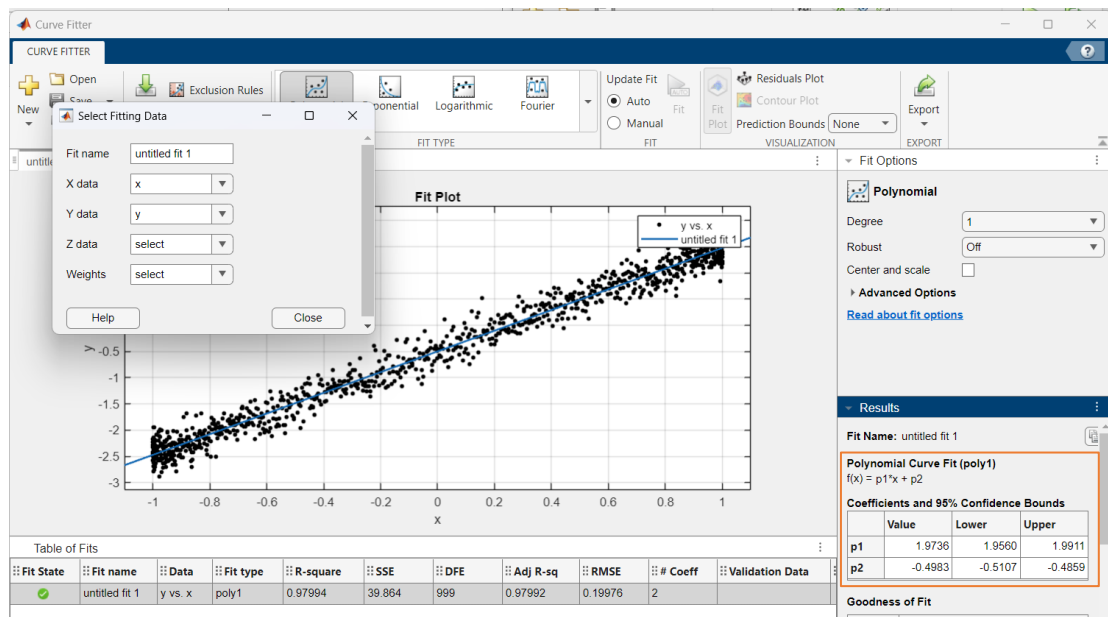 Curve Fitter
CURVE FITTER
New
Open
Save
Exclusion Rules
Exponential
Logarithmic
Fourier
FIT TYPE
Update Fit
Auto
Manual
Fit
FIT
Fit Plot
Residuals Plot
Contour Plot
Prediction Bounds None
VISUALIZATION
Export
EXPORT
Select Fitting Data
Fit name untitled fit 1
X data x
Y data y
Z data select
Weights select
Help Close
Fit Plot
y vs. x
untitled fit 1
y
-0.5
-1
-1.5
-2
-2.5
-3
-1 -0.8 -0.6 -0.4 -0.2 0 0.2 0.4 0.6 0.8 1
x
Fit Options
Polynomial
Degree 1
Robust Off
Center and scale
Advanced Options
Read about fit options
Results
Fit Name: untitled fit 1
Polynomial Curve Fit (poly1)
f(x) = p1*x + p2
Coefficients and 95% Confidence Bounds
Value Lower Upper
p1 1.9736 1.9560 1.9911
p2 -0.4983 -0.5107 -0.4859
Goodness of Fit
Table of Fits
Fit State Fit name Data Fit type R-square SSE DFE Adj R-sq RMSE # Coeff Validation Data
untitled fit 1 y vs. x poly1 0.97994 39.864 999 0.97992 0.19976 2